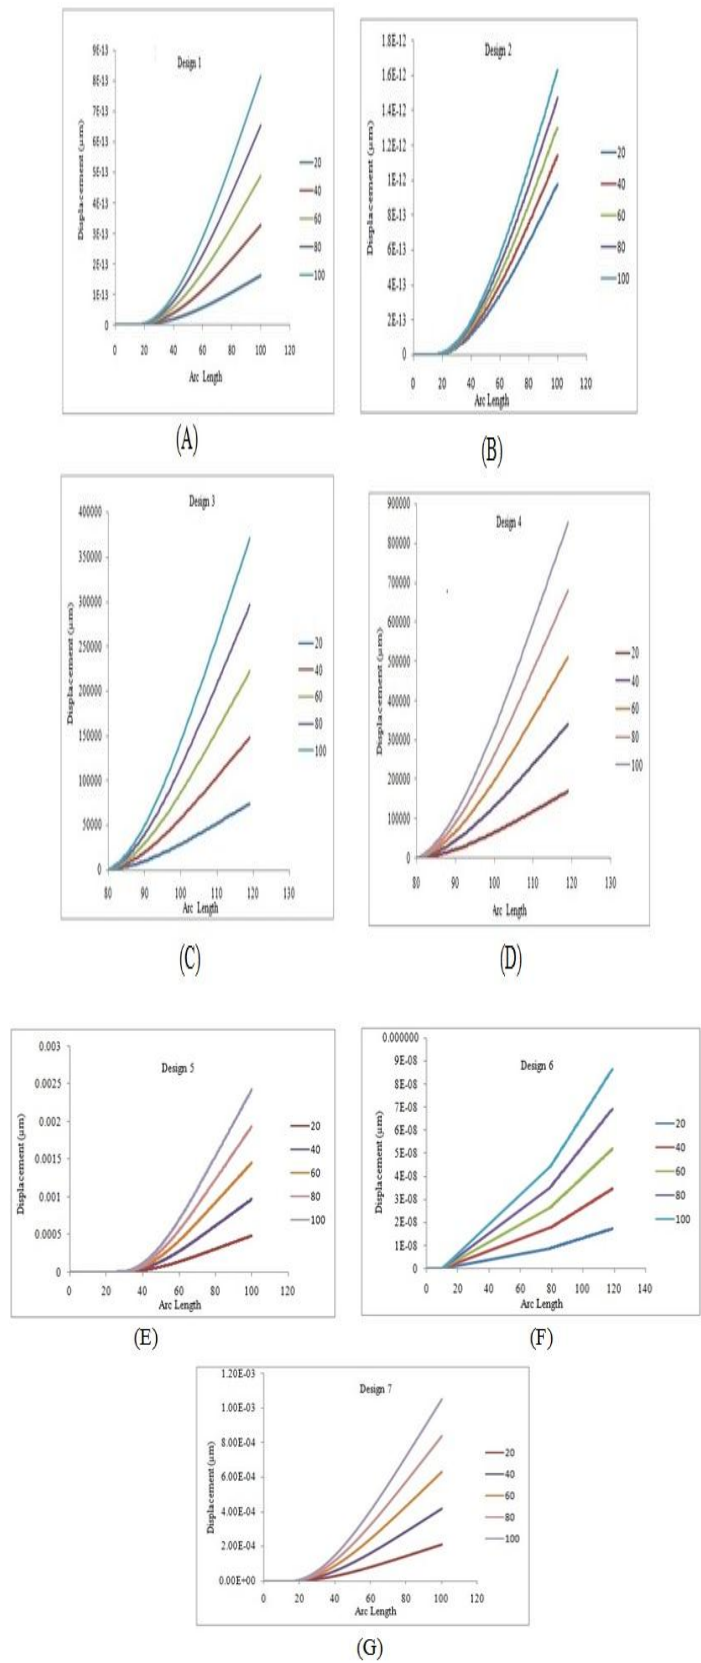 Design 1
Displacement (µm)
9E-13
8E-13
7E-13
6E-13
5E-13
4E-13
3E-13
2E-13
1E-13
0
0 20 40 60 80 100 120
Arc Length
20
40
60
80
100
(A)
Design 2
Displacement (µm)
1.8E-12
1.6E-12
1.4E-12
1.2E-12
1E-12
8E-13
6E-13
4E-13
2E-13
0
0 20 40 60 80 100 120
Arc Length
20
40
60
80
100
(B)
Design 3
Displacement (µm)
400000
350000
300000
250000
200000
150000
100000
50000
0
80 90 100 110 120 130
Arc Length
20
40
60
80
100
(C)
Design 4
Displacement (µm)
900000
800000
700000
600000
500000
400000
300000
200000
100000
0
80 90 100 110 120 130
Arc Length
20
40
60
80
100
(D)
Design 5
Displacement (µm)
0.003
0.0025
0.002
0.0015
0.001
0.0005
0
0 20 40 60 80 100 120
Arc Length
20
40
60
80
100
(E)
Design 6
Displacement (µm)
0.000000
9E-08
8E-08
7E-08
6E-08
5E-08
4E-08
3E-08
2E-08
1E-08
0
0 20 40 60 80 100 120 140
Arc Length
20
40
60
80
100
(F)
Design 7
Displacement (µm)
1.20E-03
1.00E-03
8.00E-04
6.00E-04
4.00E-04
2.00E-04
0.00E+00
0 20 40 60 80 100 120
Arc Length
20
40
60
80
100
(G)